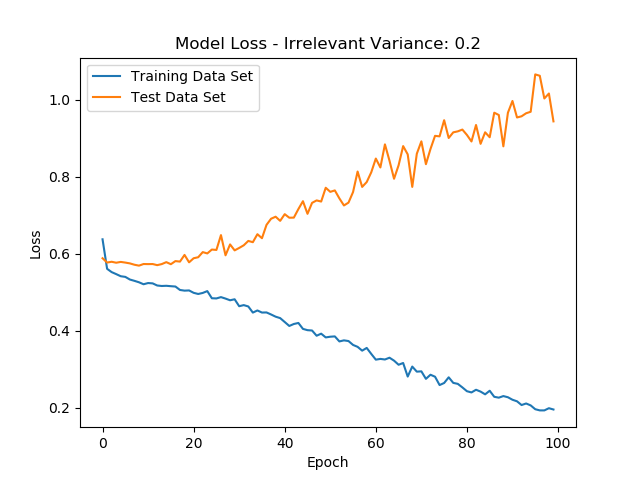 Model Loss - Irrelevant Variance: 0.2
Training Data Set
Test Data Set
Loss
1.0
0.8
0.6
0.4
0.2
0 20 40 60 80 100
Epoch